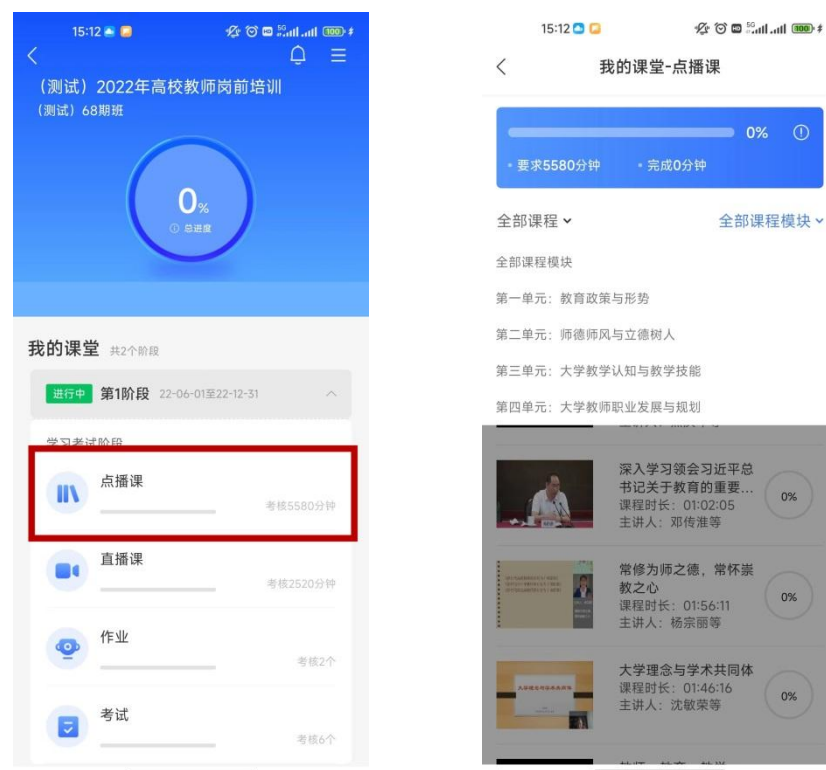 15:12
5G
100
（测试）2022年高校教师岗前培训
（测试）68期班
0%
总进度
我的课堂 共2个阶段
进行中 第1阶段 22-06-01至22-12-31
学习考试阶段
点播课
考核5580分钟
直播课
考核2520分钟
作业
考核2个
考试
考核6个
15:12
5G
100
我的课堂-点播课
0%
·要求5580分钟 ·完成0分钟
全部课程 全部课程模块
全部课程模块
第一单元：教育政策与形势
第二单元：师德师风与立德树人
第三单元：大学教学认知与教学技能
第四单元：大学教师职业发展与规划
深入学习领会习近平总
书记关于教育的重要...
课程时长：01:02:05
主讲人：邓传淮等
0%
常修为师之德，常怀崇
教之心
课程时长：01:56:11
主讲人：杨宗丽等
0%
大学理念与学术共同体
课程时长：01:46:16
主讲人：沈敏荣等
0%